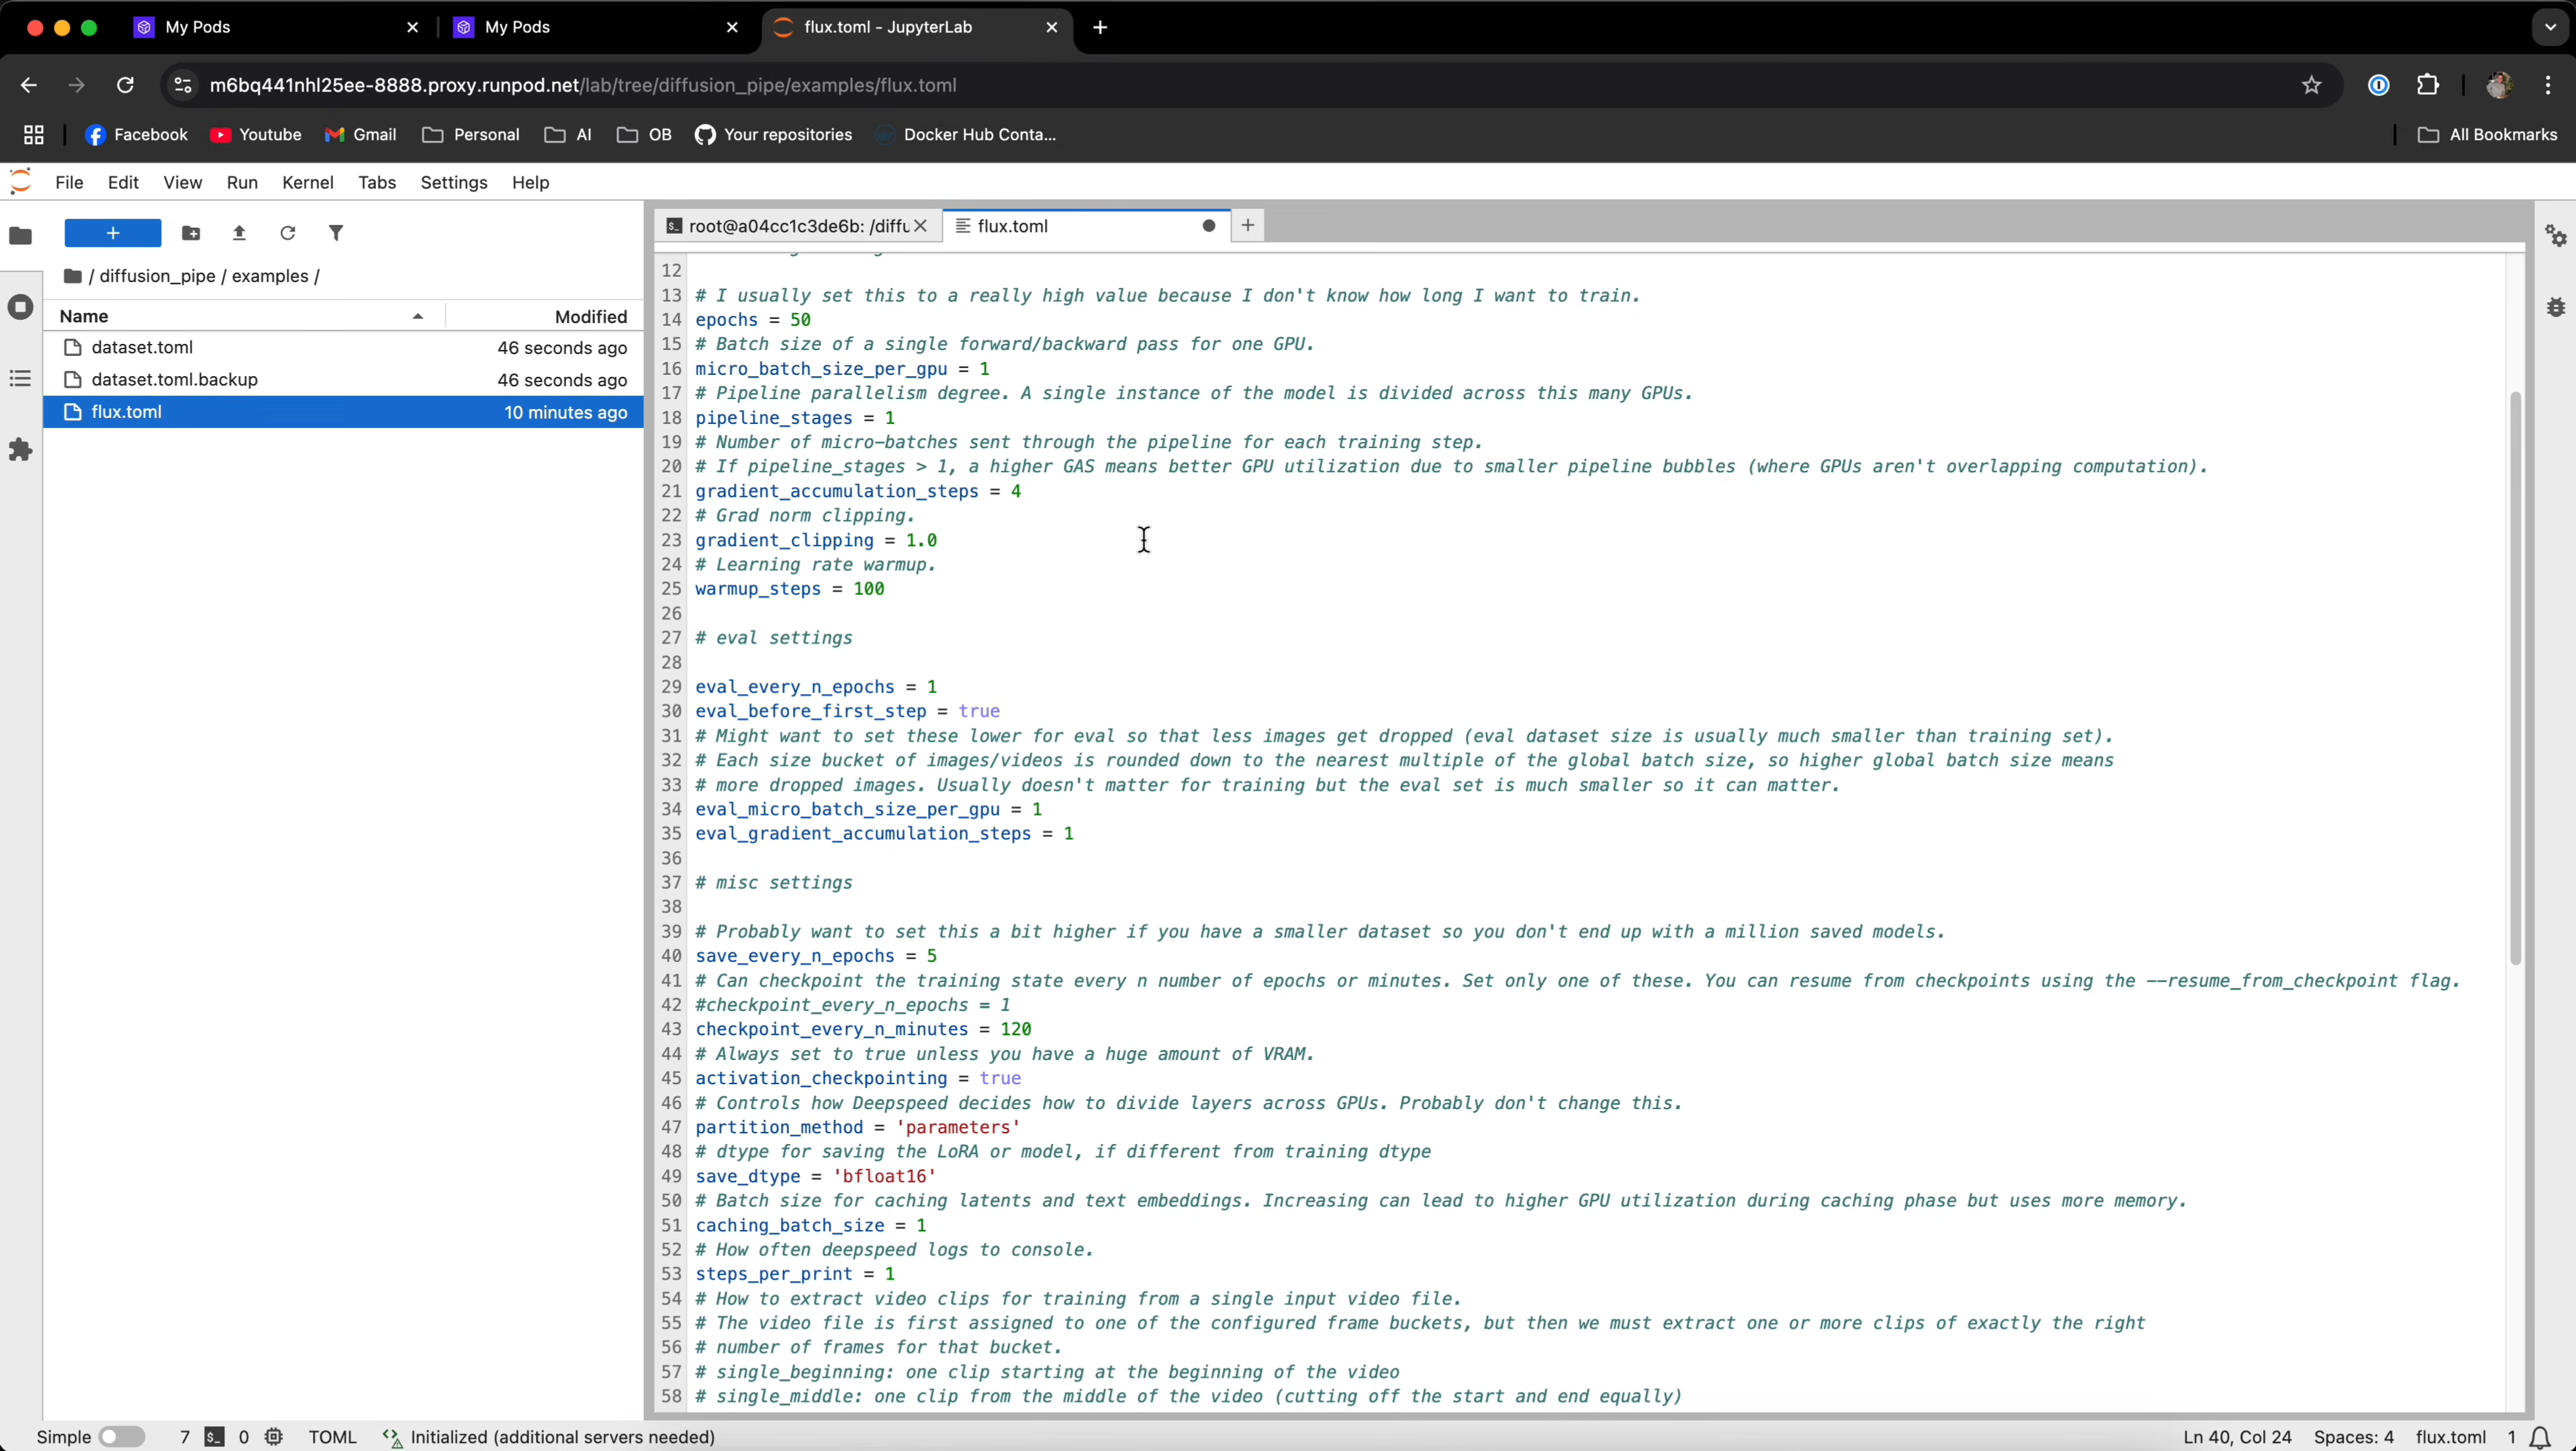 My Pods
My Pods
flux.toml - JupyterLab
m6bq441nhl25ee-8888.proxy.runpod.net/lab/tree/diffusion_pipe/examples/flux.toml
Facebook
Youtube
Gmail
Personal
AI
OB
Your repositories
Docker Hub Conta...
All Bookmarks
File Edit View Run Kernel Tabs Settings Help
root@a04cc1c3de6b: /diffu
flux.toml
/ diffusion_pipe / examples /
Name Modified
dataset.toml 46 seconds ago
dataset.toml.backup 46 seconds ago
flux.toml 10 minutes ago
12
13 # I usually set this to a really high value because I don't know how long I want to train.
14 epochs = 50
15 # Batch size of a single forward/backward pass for one GPU.
16 micro_batch_size_per_gpu = 1
17 # Pipeline parallelism degree. A single instance of the model is divided across this many GPUs.
18 pipeline_stages = 1
19 # Number of micro-batches sent through the pipeline for each training step.
20 # If pipeline_stages > 1, a higher GAS means better GPU utilization due to smaller pipeline bubbles (where GPUs aren't overlapping computation).
21 gradient_accumulation_steps = 4
22 # Grad norm clipping.
23 gradient_clipping = 1.0
24 # Learning rate warmup.
25 warmup_steps = 100
26
27 # eval settings
28
29 eval_every_n_epochs = 1
30 eval_before_first_step = true
31 # Might want to set these lower for eval so that less images get dropped (eval dataset size is usually much smaller than training set).
32 # Each size bucket of images/videos is rounded down to the nearest multiple of the global batch size, so higher global batch size means
33 # more dropped images. Usually doesn't matter for training but the eval set is much smaller so it can matter.
34 eval_micro_batch_size_per_gpu = 1
35 eval_gradient_accumulation_steps = 1
36
37 # misc settings
38
39 # Probably want to set this a bit higher if you have a smaller dataset so you don't end up with a million saved models.
40 save_every_n_epochs = 5
41 # Can checkpoint the training state every n number of epochs or minutes. Set only one of these. You can resume from checkpoints using the --resume_from_checkpoint flag.
42 #checkpoint_every_n_epochs = 1
43 checkpoint_every_n_minutes = 120
44 # Always set to true unless you have a huge amount of VRAM.
45 activation_checkpointing = true
46 # Controls how Deepspeed decides how to divide layers across GPUs. Probably don't change this.
47 partition_method = 'parameters'
48 # dtype for saving the LoRA or model, if different from training dtype
49 save_dtype = 'bfloat16'
50 # Batch size for caching latents and text embeddings. Increasing can lead to higher GPU utilization during caching phase but uses more memory.
51 caching_batch_size = 1
52 # How often deepspeed logs to console.
53 steps_per_print = 1
54 # How to extract video clips for training from a single input video file.
55 # The video file is first assigned to one of the configured frame buckets, but then we must extract one or more clips of exactly the right
56 # number of frames for that bucket.
57 # single_beginning: one clip starting at the beginning of the video
58 # single_middle: one clip from the middle of the video (cutting off the start and end equally)
Simple 7 0 TOML Initialized (additional servers needed) Ln 40, Col 24 Spaces: 4 flux.toml 1